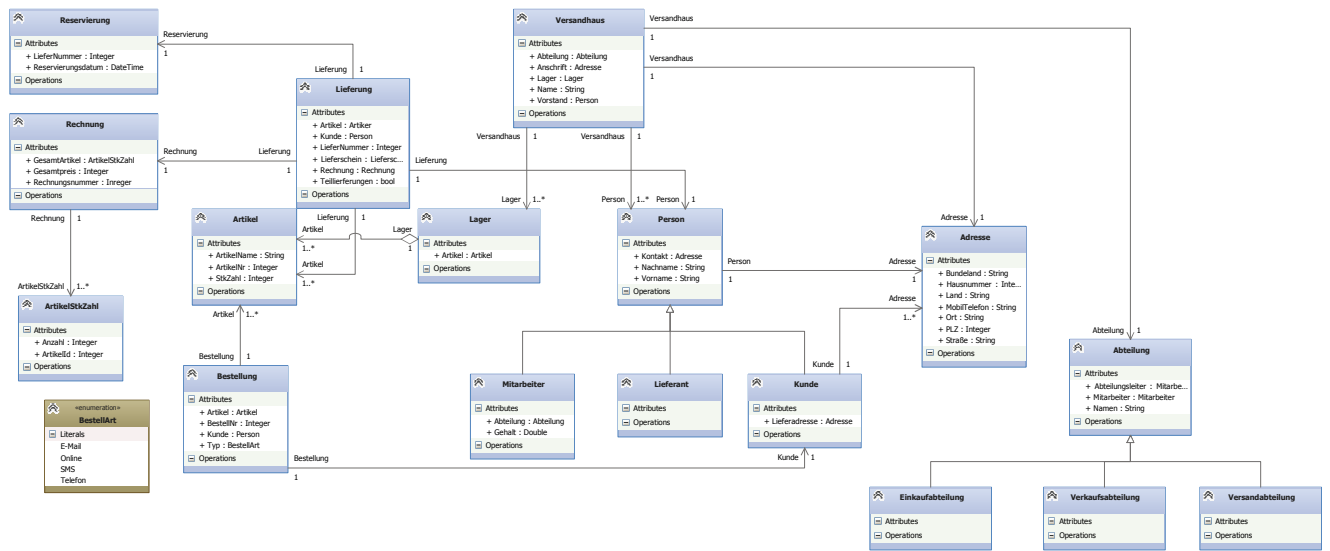 Reservierung
Attributes
+ LieferNummer : Integer
+ Reservierungsdatum : DateTime
Operations
Reservierung
1
Lieferung
1
Lieferung
Attributes
+ Artikel : Artiker
+ Kunde : Person
+ LieferNummer : Integer
+ Lieferschein : Liefersc...
+ Rechnung : Rechnung
+ Teillierferungen : bool
Operations
Versandhaus
Attributes
+ Abteilung : Abteilung
+ Anschrift : Adresse
+ Lager : Lager
+ Name : String
+ Vorstand : Person
Operations
Versandhaus
1
Versandhaus
1
Versandhaus
1
Versandhaus
1
Rechnung
Attributes
+ GesamtArtikel : ArtikelStkZahl
+ Gesamtpreis : Integer
+ Rechnungsnummer : Inreger
Operations
Rechnung
1
Lieferung
1
Lieferung
1
Rechnung
1
Lieferung
1
Lager
1..*
Person
1..*
Person
1
Artikel
Attributes
+ ArtikelName : String
+ ArtikelNr : Integer
+ StkZahl : Integer
Operations
Artikel
1..*
Lager
1
Artikel
1..*
Lager
Attributes
+ Artikel : Artikel
Operations
Person
Attributes
+ Kontakt : Adresse
+ Nachname : String
+ Vorname : String
Operations
Person
1
Adresse
1
Adresse
1
Adresse
1..*
Adresse
Attributes
+ Bundeland : String
+ Hausnummer : Inte...
+ Land : String
+ MobilTelefon : String
+ Ort : String
+ PLZ : Integer
+ Straße : String
Operations
ArtikelStkZahl
1..*
ArtikelStkZahl
Attributes
+ Anzahl : Integer
+ ArtikelId : Integer
Operations
Artikel
1..*
Bestellung
1
Bestellung
Attributes
+ Artikel : Artikel
+ BestellNr : Integer
+ Kunde : Person
+ Typ : BestellArt
Operations
Bestellung
1
Mitarbeiter
Attributes
+ Abteilung : Abteilung
+ Gehalt : Double
Operations
Lieferant
Attributes
Operations
Kunde
1
Kunde
Attributes
+ Lieferadresse : Adresse
Operations
Kunde
1
Abteilung
1
Abteilung
Attributes
+ Abteilungsleiter : Mitarbe...
+ Mitarbeiter : Mitarbeiter
+ Namen : String
Operations
«enumeration»
BestellArt
Literals
E-Mail
Online
SMS
Telefon
Einkaufabteilung
Attributes
Operations
Verkaufsabteilung
Attributes
Operations
Versandabteilung
Attributes
Operations